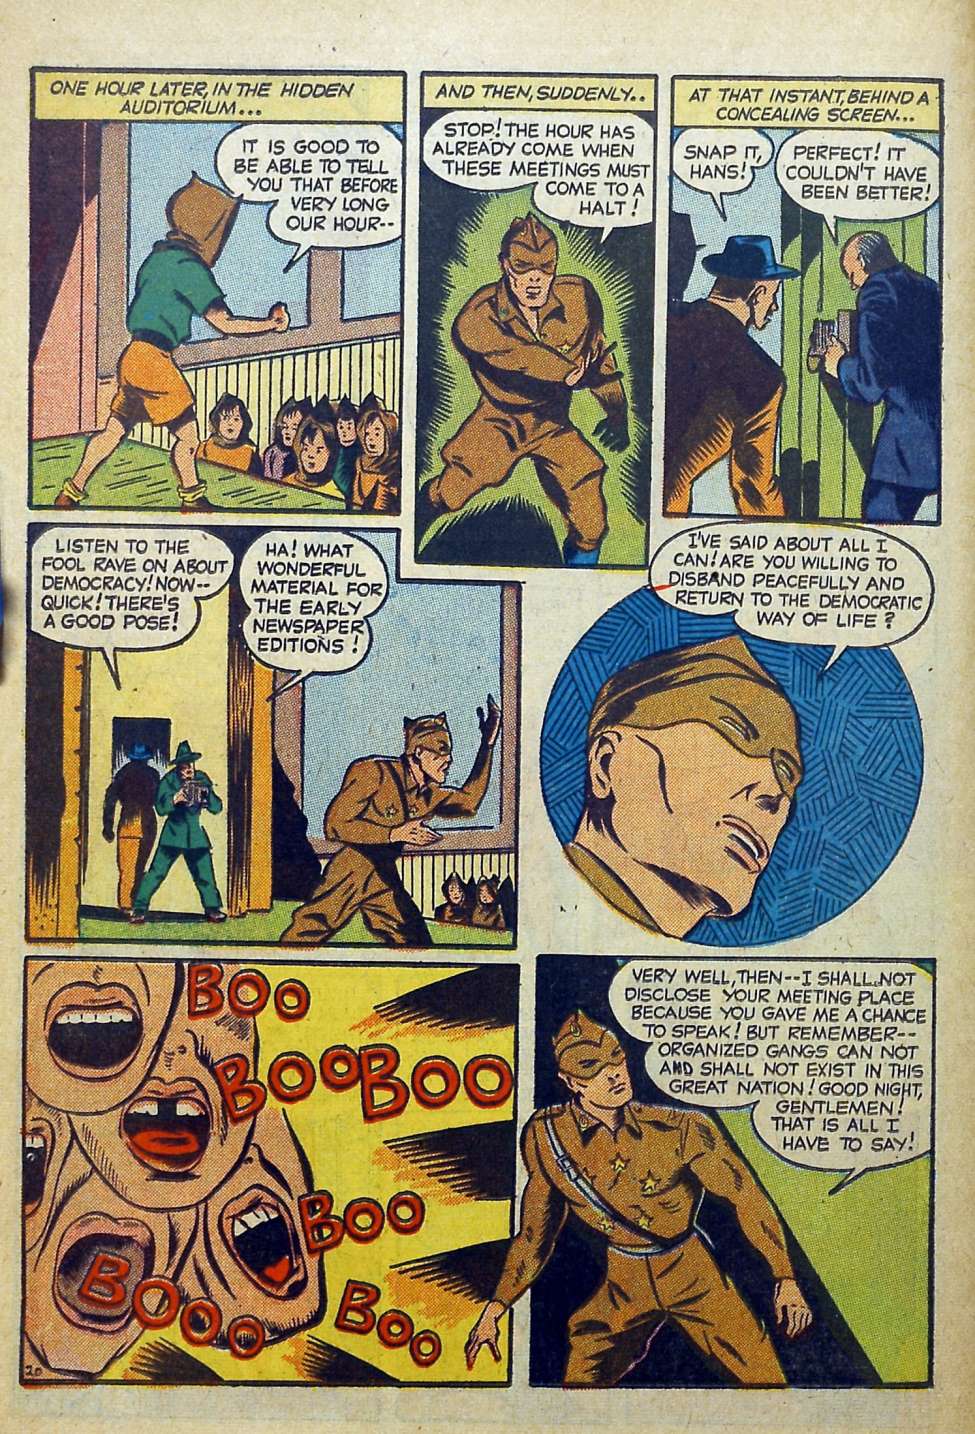 ONE HOUR LATER, IN THE HIDDEN
AUDITORIUM...
IT IS GOOD TO
BE ABLE TO TELL
YOU THAT BEFORE
VERY LONG
OUR HOUR--
AND THEN, SUDDENLY..
STOP! THE HOUR HAS
ALREADY COME WHEN
THESE MEETINGS MUST
COME TO A
HALT!
AT THAT INSTANT, BEHIND A
CONCEALING SCREEN...
SNAP IT,
HANS!
PERFECT! IT
COULDN'T HAVE
BEEN BETTER!
LISTEN TO THE
FOOL RAVE ON ABOUT
DEMOCRACY! NOW--
QUICK! THERE'S
A GOOD POSE!
HA! WHAT
WONDERFUL
MATERIAL FOR
THE EARLY
NEWSPAPER
EDITIONS!
I'VE SAID ABOUT ALL I
CAN! ARE YOU WILLING TO
DISBAND PEACEFULLY AND
RETURN TO THE DEMOCRATIC
WAY OF LIFE?
BOO
BOO BOO
BOO
BOOO
BOO
20
VERY WELL, THEN-- I SHALL NOT
DISCLOSE YOUR MEETING PLACE
BECAUSE YOU GAVE ME A CHANCE
TO SPEAK! BUT REMEMBER--
ORGANIZED GANGS CAN NOT
AND SHALL NOT EXIST IN THIS
GREAT NATION! GOOD NIGHT,
GENTLEMEN!
THAT IS ALL I
HAVE TO SAY!